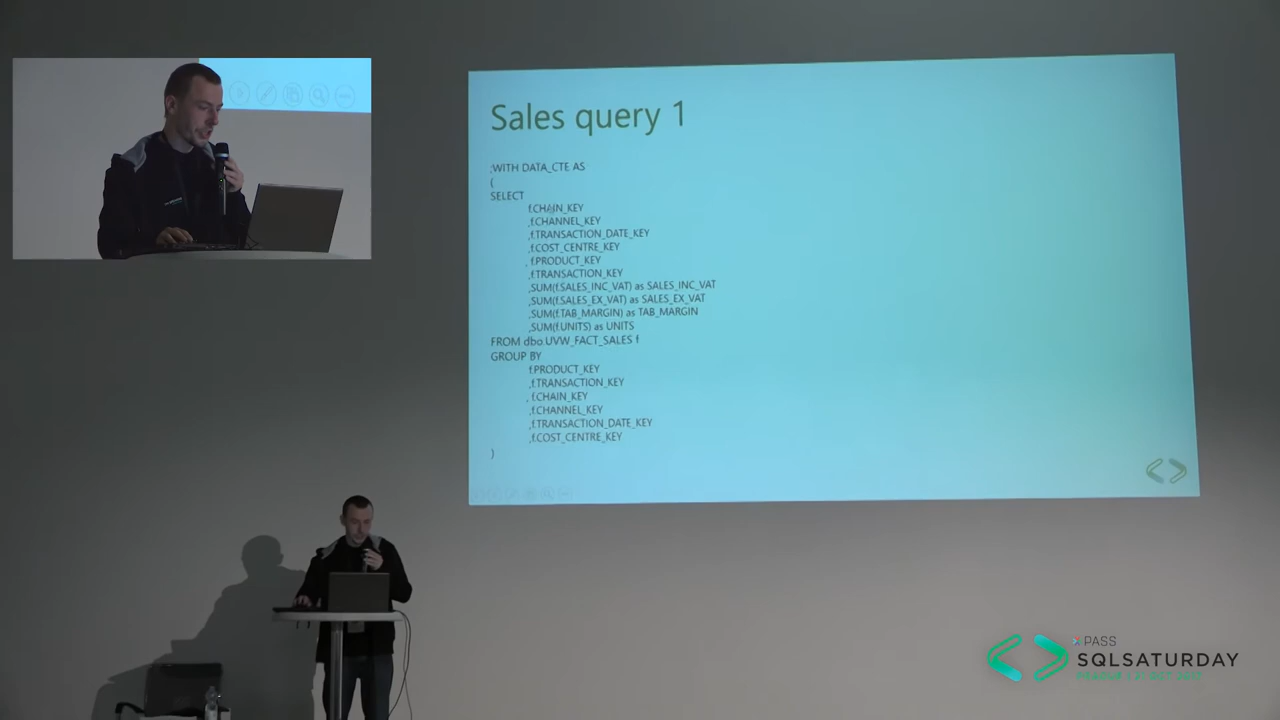 Sales query 1
;WITH DATA_CTE AS
(
SELECT
f.CHAIN_KEY
,f.CHANNEL_KEY
,f.TRANSACTION_DATE_KEY
,f.COST_CENTRE_KEY
, f.PRODUCT_KEY
,f.TRANSACTION_KEY
,SUM(f.SALES_INC_VAT) as SALES_INC_VAT
,SUM(f.SALES_EX_VAT) as SALES_EX_VAT
,SUM(f.TAB_MARGIN) as TAB_MARGIN
,SUM(f.UNITS) as UNITS
FROM dbo.UVW_FACT_SALES f
GROUP BY
f.PRODUCT_KEY
,f.TRANSACTION_KEY
, f.CHAIN_KEY
,f.CHANNEL_KEY
,f.TRANSACTION_DATE_KEY
,f.COST_CENTRE_KEY
)
PASS
SQLSATURDAY